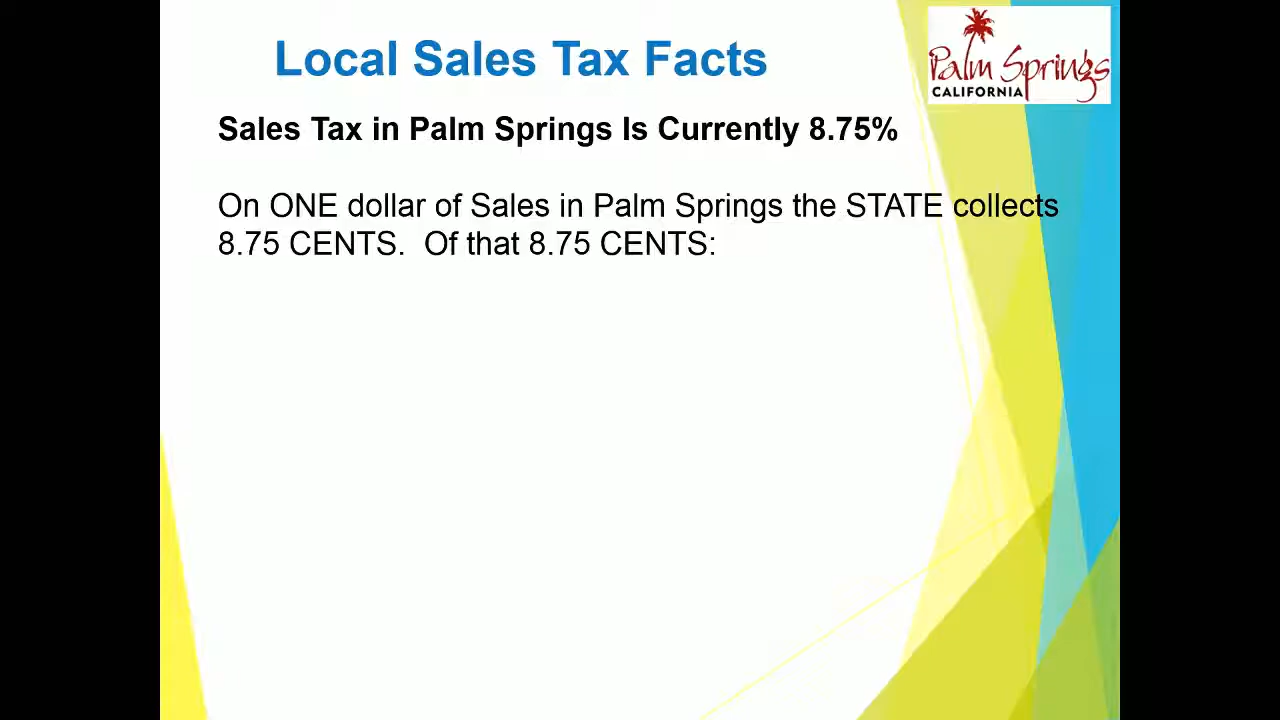 Local Sales Tax Facts
Palm Springs
CALIFORNIA
Sales Tax in Palm Springs Is Currently 8.75%
On ONE dollar of Sales in Palm Springs the STATE collects
8.75 CENTS.  Of that 8.75 CENTS: